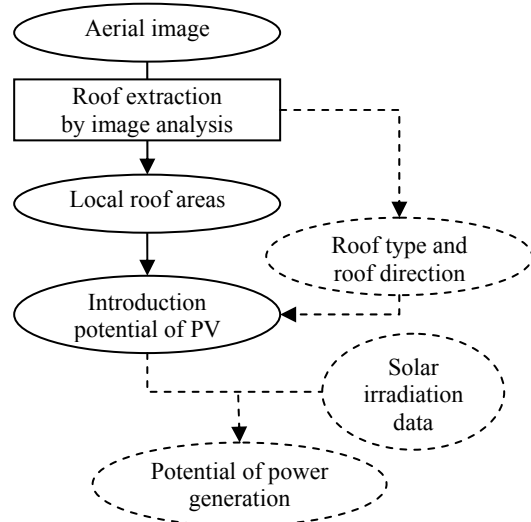 Aerial image
Roof extraction
by image analysis
Local roof areas
Roof type and
roof direction
Introduction
potential of PV
Solar
irradiation
data
Potential of power
generation